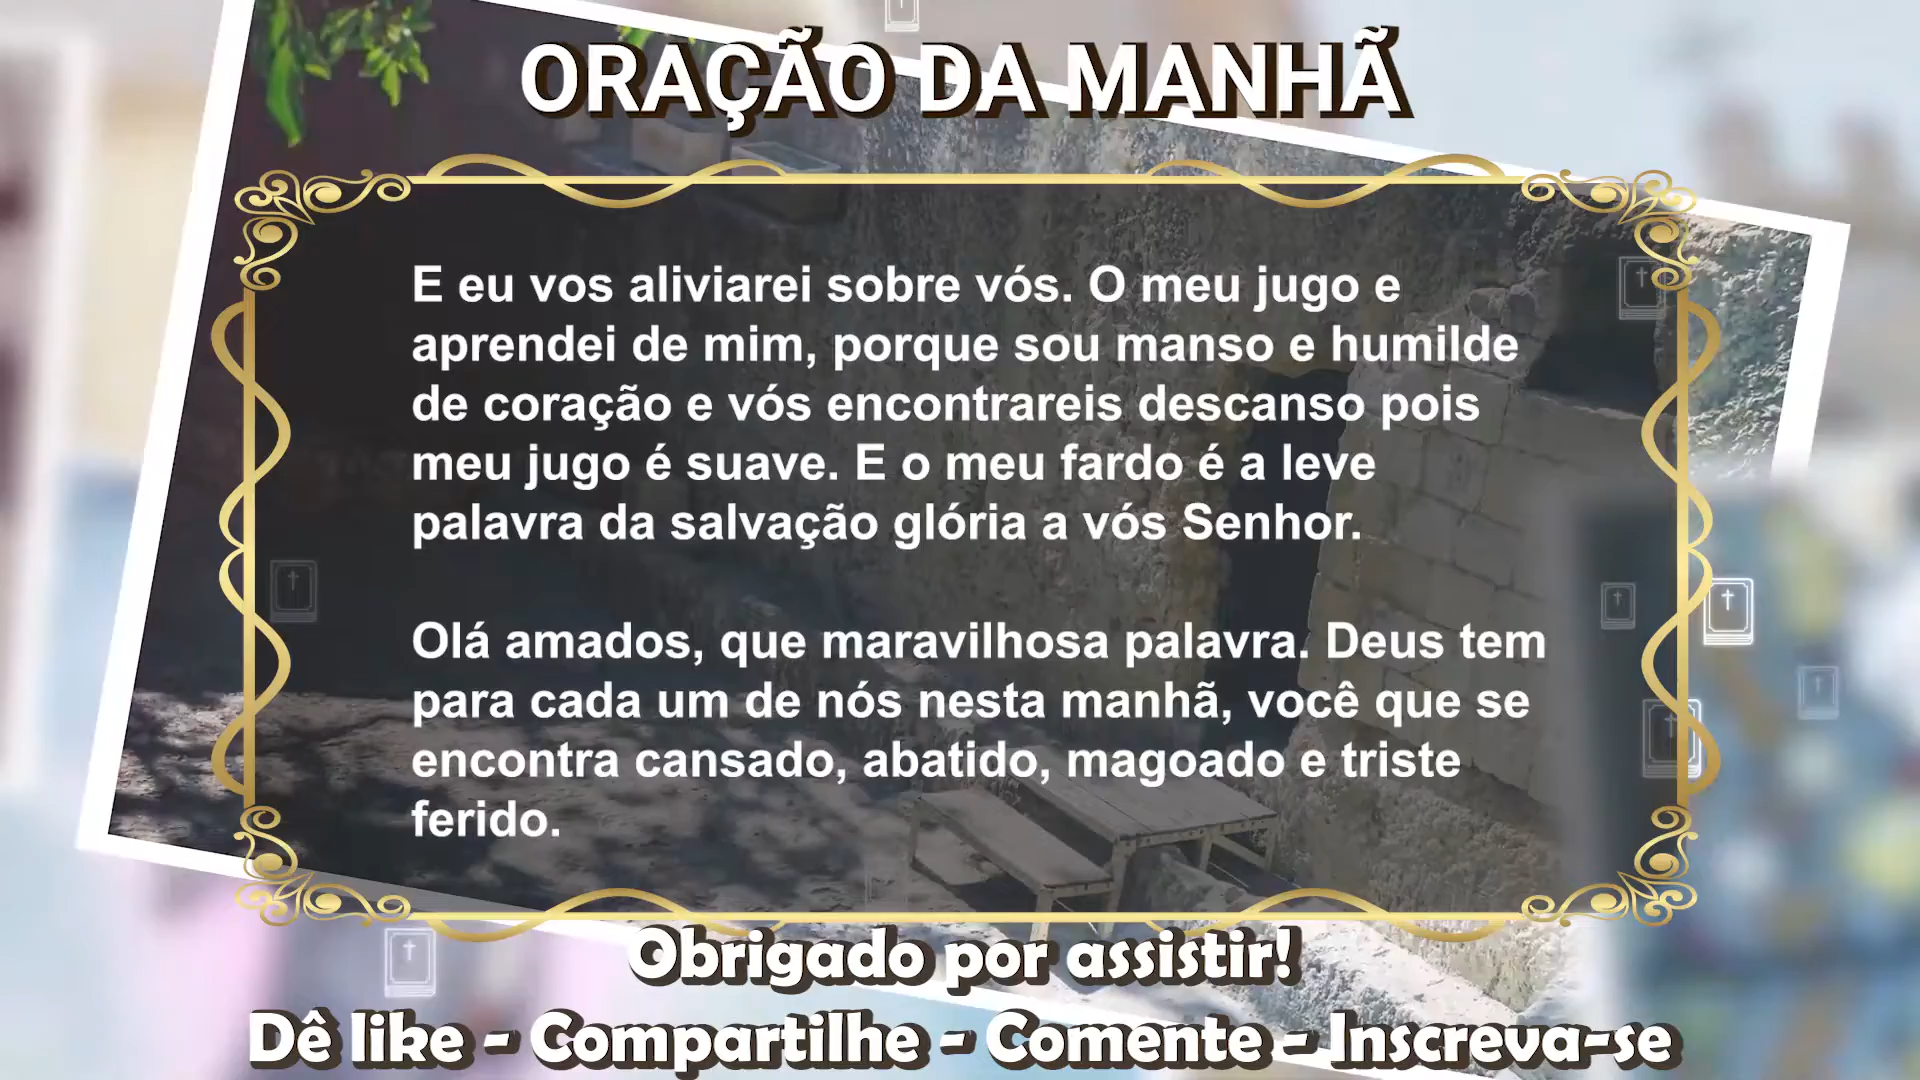 ORAÇÃO DA MANHÃ
E eu vos aliviarei sobre vós. O meu jugo e
aprendei de mim, porque sou manso e humilde
de coração e vós encontrareis descanso pois
meu jugo é suave. E o meu fardo é a leve
palavra da salvação glória a vós Senhor.
Olá amados, que maravilhosa palavra. Deus tem
para cada um de nós nesta manhã, você que se
encontra cansado, abatido, magoado e triste
ferido.
Obrigado por assistir!
Dê like - Compartilhe - Comente - Inscreva-se